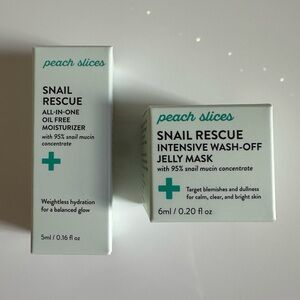 peach slices
SNAIL
RESCUE
ALL-IN-ONE
OIL FREE
MOISTURIZER
with 95% snail mucin
concentrate
Weightless hydration
for a balanced glow
5ml / 0.16 fl oz
peach slices
SNAIL RESCUE
INTENSIVE WASH-OFF
JELLY MASK
with 95% snail mucin concentrate
Target blemishes and dullness
for calm, clear, and bright skin
6ml / 0.20 fl oz